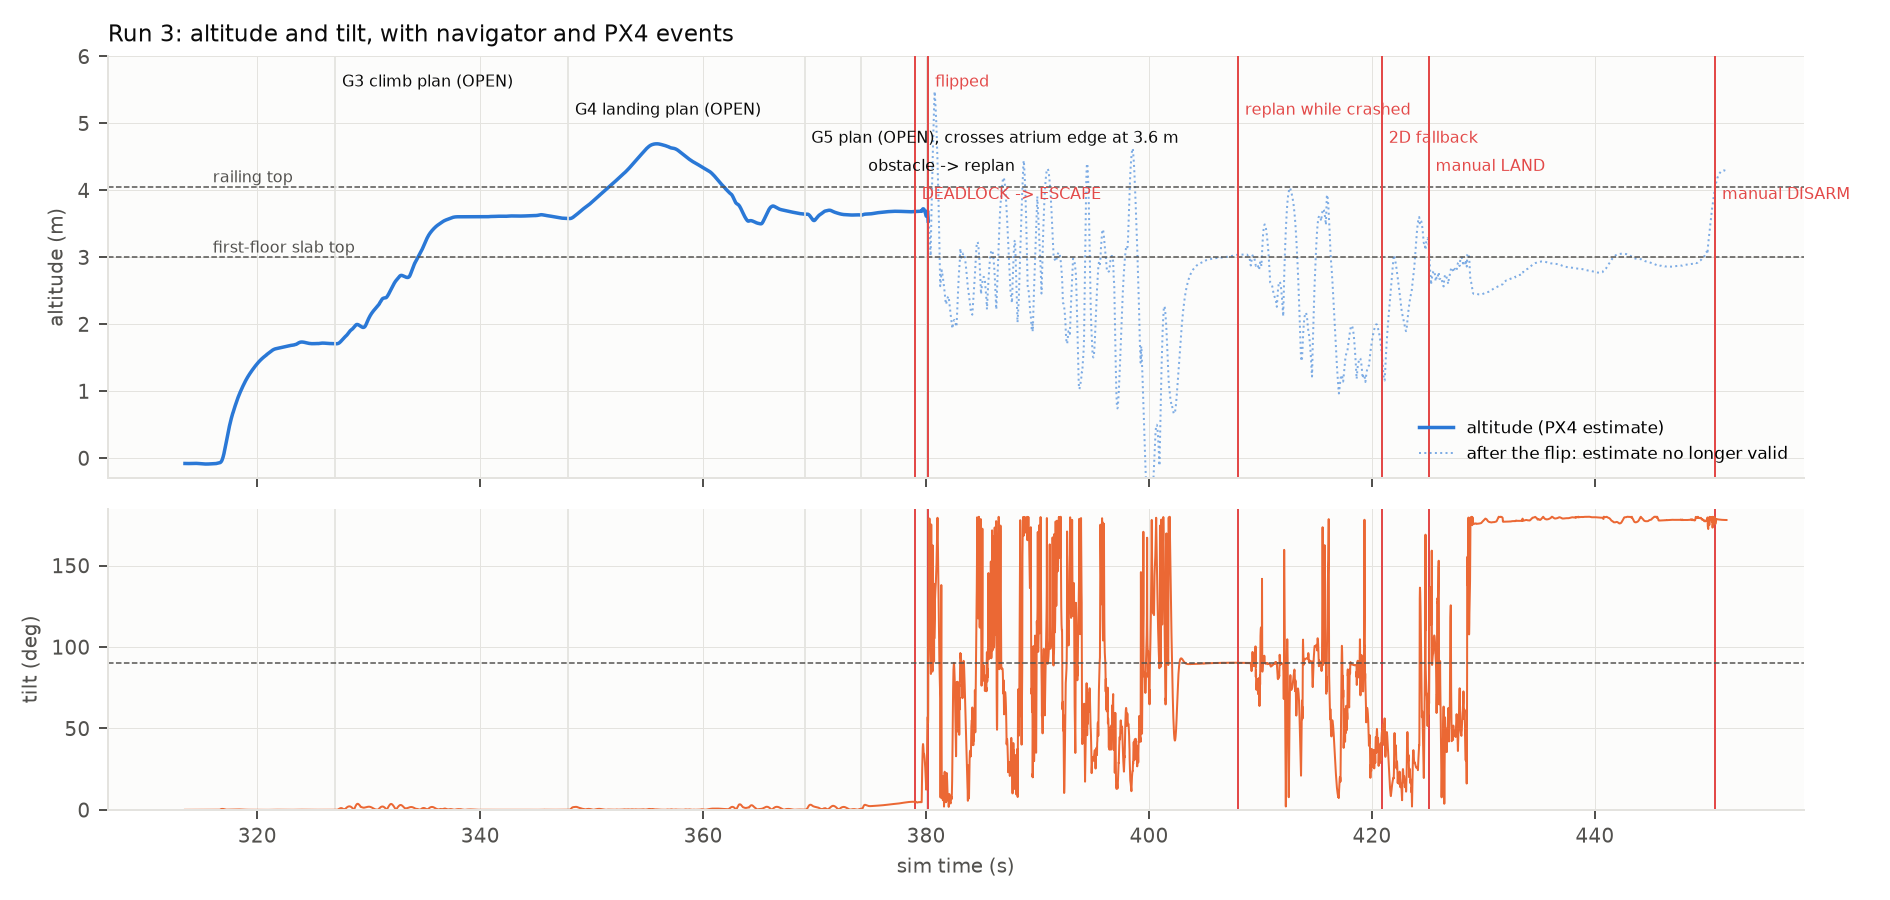 Run 3: altitude and tilt, with navigator and PX4 events
6
5
4
3
2
1
0
altitude (m)
G3 climb plan (OPEN)
flipped
G4 landing plan (OPEN)
replan while crashed
G5 plan (OPEN), crosses atrium edge at 3.6 m
2D fallback
obstacle -> replan
manual LAND
railing top
DEADLOCK -> ESCAPE
manual DISARM
first-floor slab top
altitude (PX4 estimate)
after the flip: estimate no longer valid
150
100
50
0
tilt (deg)
320
340
360
380
400
420
440
sim time (s)